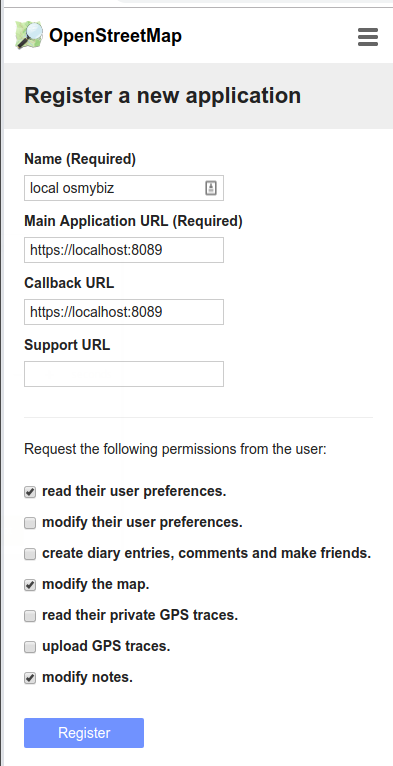 OpenStreetMap
Register a new application
Name (Required)
local osmybiz
Main Application URL (Required)
https://localhost:8089
Callback URL
https://localhost:8089
Support URL
Request the following permissions from the user:
read their user preferences.
modify their user preferences.
create diary entries, comments and make friends.
modify the map.
read their private GPS traces.
upload GPS traces.
modify notes.
Register